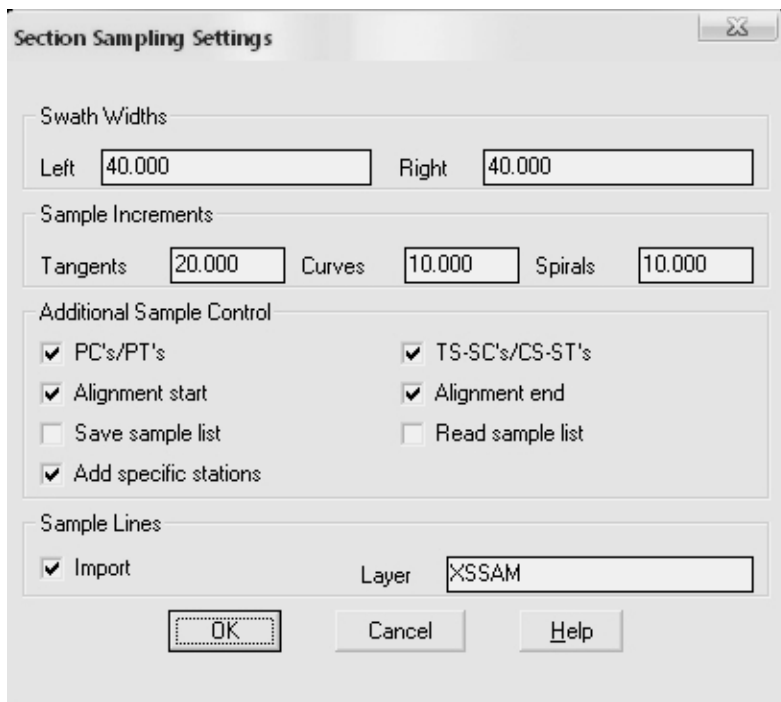 Section Sampling Settings
Swath Widths
Left 40.000 Right 40.000
Sample Increments
Tangents 20.000 Curves 10.000 Spirals 10.000
Additional Sample Control
PC's/PT's TS-SC's/CS-ST's
Alignment start Alignment end
Save sample list Read sample list
Add specific stations
Sample Lines
Import Layer XSSAM
OK Cancel Help